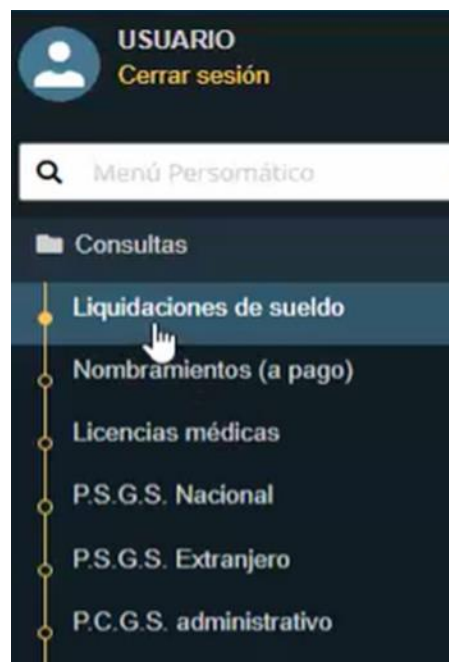 USUARIO
Cerrar sesión
Menú Persomático
Consultas
Liquidaciones de sueldo
Nombramientos (a pago)
Licencias médicas
P.S.G.S. Nacional
P.S.G.S. Extranjero
P.C.G.S. administrativo